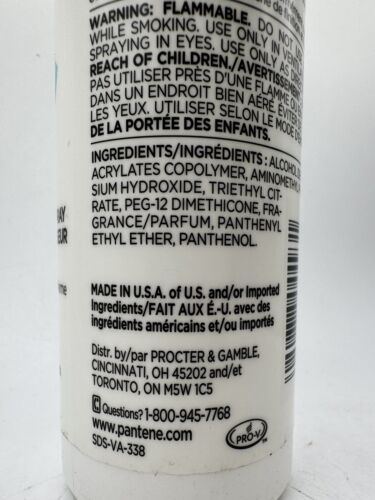 WARNING: FLAMMABLE. DO NOT
WHILE SMOKING. USE ONLY IN
SPRAYING IN EYES. USE ONLY AS
REACH OF CHILDREN./AVERTISSEMENT
PAS UTILISER PRÈS D'UNE FLAMME OU
DANS UN ENDROIT BIEN AÉRÉ. ÉVITER
LES YEUX. UTILISER SELON LE MODE
DE LA PORTÉE DES ENFANTS.
INGREDIENTS/INGRÉDIENTS: ALCOHOL
ACRYLATES COPOLYMER, AMINOMETHYL
SIUM HYDROXIDE, TRIETHYL CIT-
RATE, PEG-12 DIMETHICONE, FRA-
GRANCE/PARFUM, PANTHENYL
ETHYL ETHER, PANTHENOL.
MADE IN U.S.A. of U.S. and/or Imported
Ingredients/FAIT AUX É.-U. avec des
ingrédients américains et/ou importés
Distr. by/par PROCTER & GAMBLE,
CINCINNATI, OH 45202 and/et
TORONTO, ON M5W 1C5
Questions? 1-800-945-7768
www.pantene.com
SDS-VA-338
PRO-V